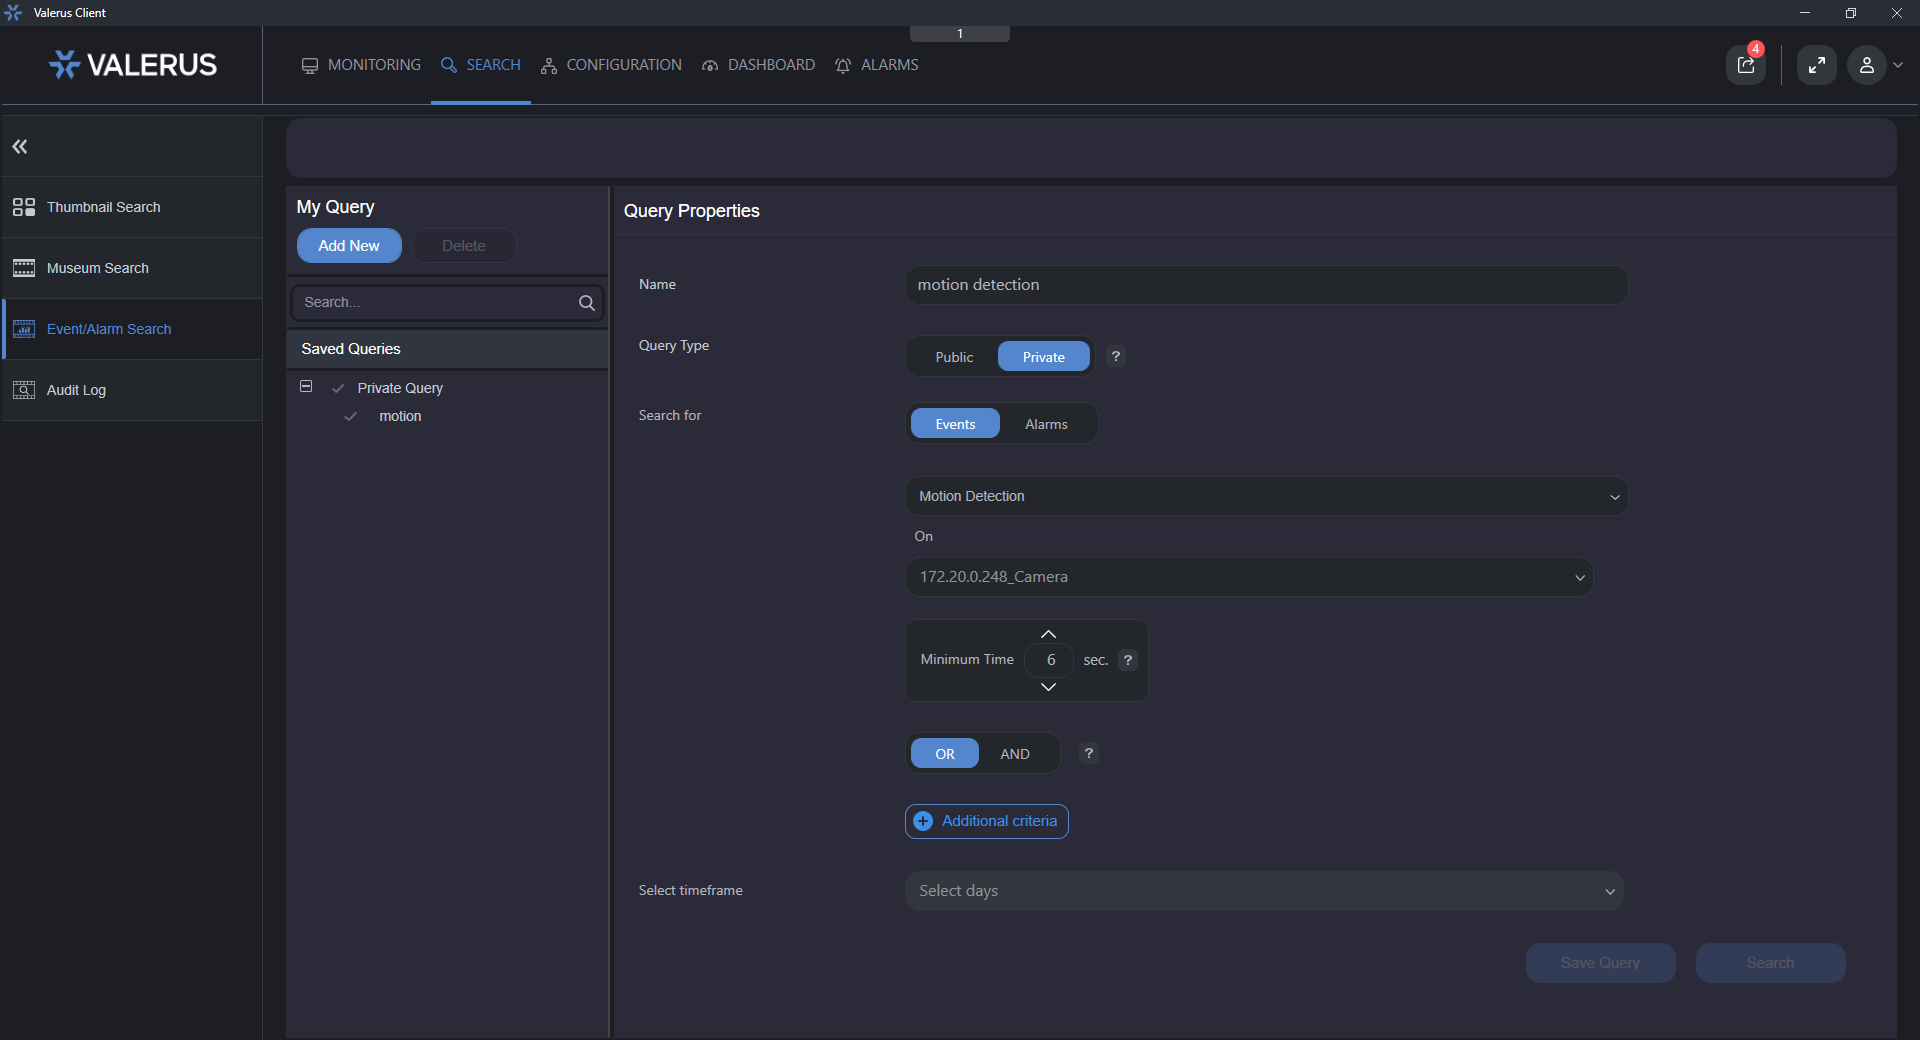 Valerus Client
1
VALERUS
MONITORING
SEARCH
CONFIGURATION
DASHBOARD
ALARMS
4
Thumbnail Search
Museum Search
Event/Alarm Search
Audit Log
My Query
Add New
Delete
Search...
Saved Queries
Private Query
motion
Query Properties
Name
motion detection
Query Type
Public
Private
?
Search for
Events
Alarms
Motion Detection
On
172.20.0.248_Camera
Minimum Time
6
sec.
?
OR
AND
?
Additional criteria
Select timeframe
Select days
Save Query
Search